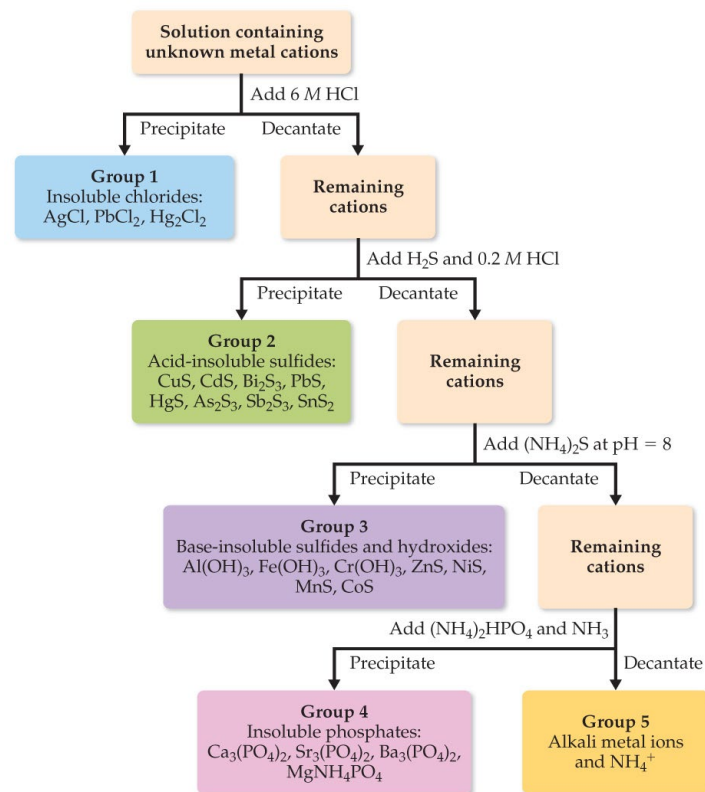 Solution containing
unknown metal cations
Add 6 M HCl
Precipitate
Decantate
Group 1
Insoluble chlorides:
AgCl, PbCl₂, Hg₂Cl₂
Remaining
cations
Add H₂S and 0.2 M HCl
Precipitate
Decantate
Group 2
Acid-insoluble sulfides:
CuS, CdS, Bi₂S₃, PbS,
HgS, As₂S₃, Sb₂S₃, SnS₂
Remaining
cations
Add (NH₄)₂S at pH = 8
Precipitate
Decantate
Group 3
Base-insoluble sulfides and hydroxides:
Al(OH)₃, Fe(OH)₃, Cr(OH)₃, ZnS, NiS,
MnS, CoS
Remaining
cations
Add (NH₄)₂HPO₄ and NH₃
Precipitate
Decantate
Group 4
Insoluble phosphates:
Ca₃(PO₄)₂, Sr₃(PO₄)₂, Ba₃(PO₄)₂,
MgNH₄PO₄
Group 5
Alkali metal ions
and NH₄⁺